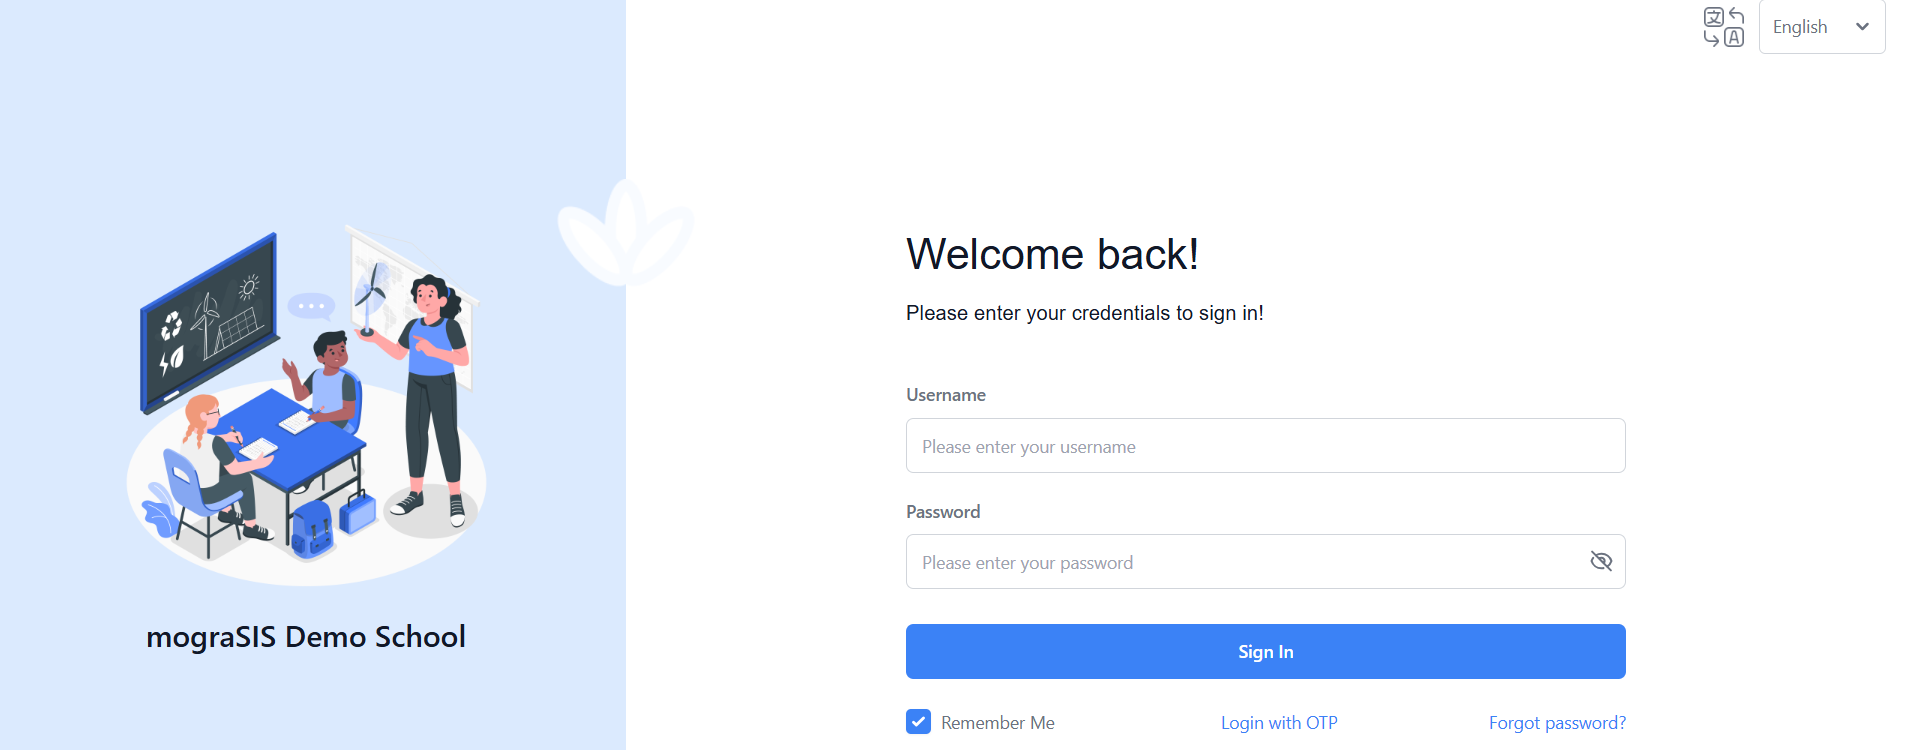 文 A
English
Welcome back!
Please enter your credentials to sign in!
Username
Please enter your username
Password
Please enter your password
Sign In
Remember Me
Login with OTP
Forgot password?
mograSIS Demo School